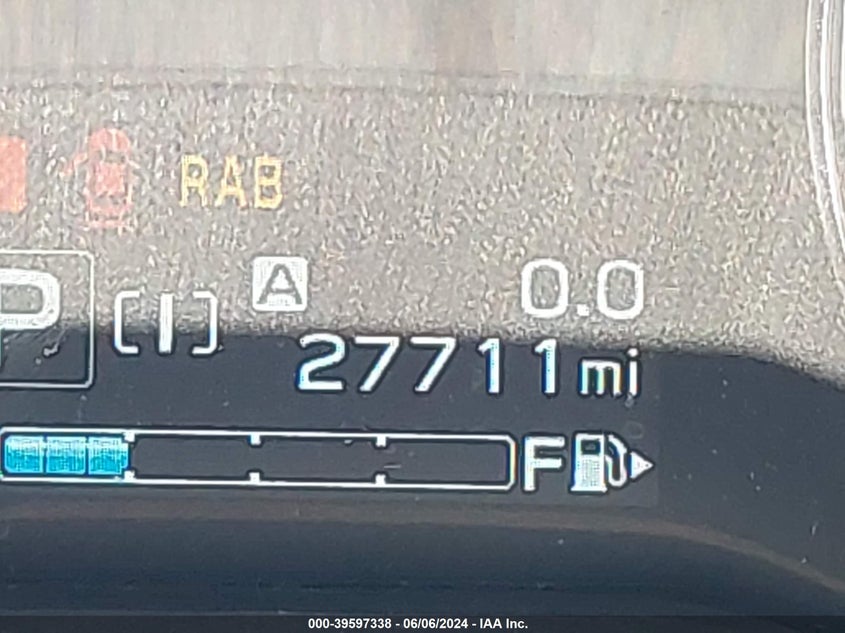 RAB
P [I] A 0.0
27711 mi
F
000-39597338 - 06/06/2024 - IAA Inc.